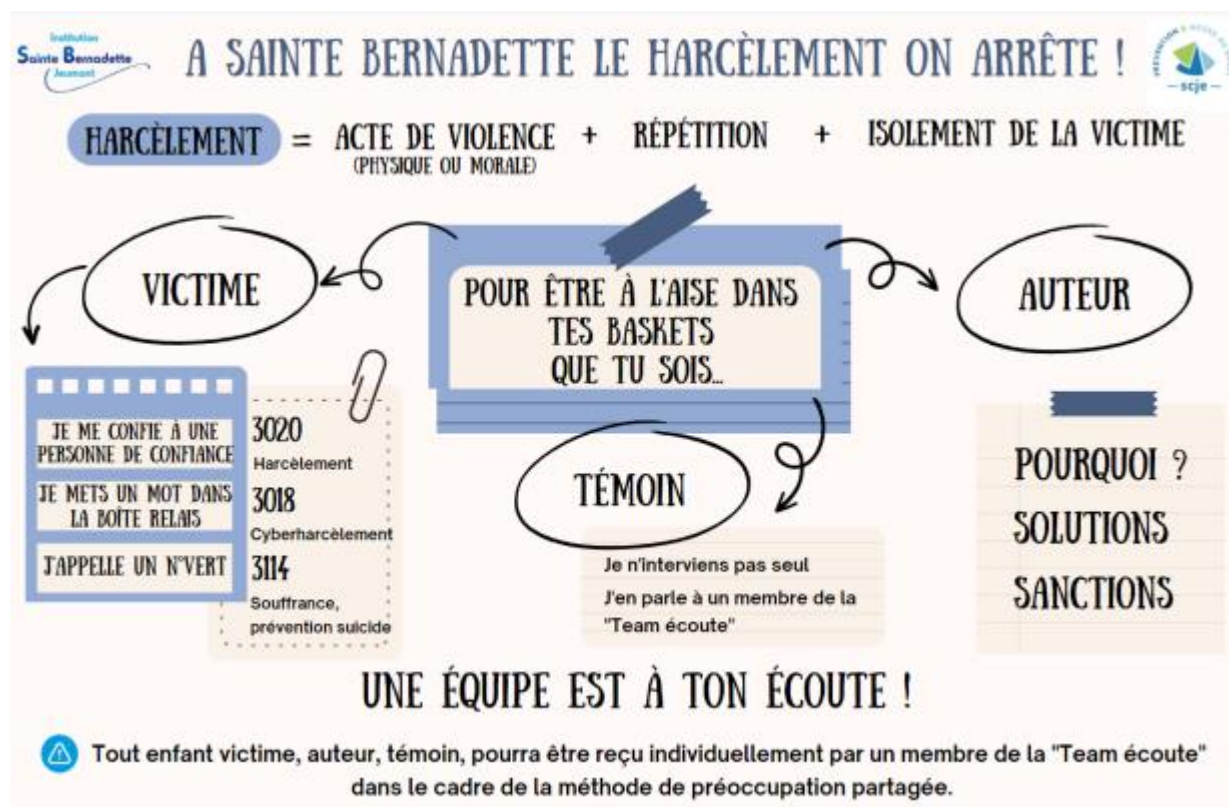 Institution
Sainte Bernadette
Jeumont
A SAINTE BERNADETTE LE HARCÈLEMENT ON ARRÊTE !
scje
HARCÈLEMENT = ACTE DE VIOLENCE + RÉPÉTITION + ISOLEMENT DE LA VICTIME
(PHYSIQUE OU MORALE)
VICTIME
POUR ÊTRE À L'AISE DANS
TES BASKETS
QUE TU SOIS...
AUTEUR
JE ME CONFIE À UNE
PERSONNE DE CONFIANCE
JE METS UN MOT DANS
LA BOÎTE RELAIS
J'APPELLE UN N°VERT
3020
Harcèlement
3018
Cyberharcèlement
3114
Souffrance,
prévention suicide
TÉMOIN
Je n'interviens pas seul
J'en parle à un membre de la
"Team écoute"
POURQUOI ?
SOLUTIONS
SANCTIONS
UNE ÉQUIPE EST À TON ÉCOUTE !
Tout enfant victime, auteur, témoin, pourra être reçu individuellement par un membre de la "Team écoute"
dans le cadre de la méthode de préoccupation partagée.